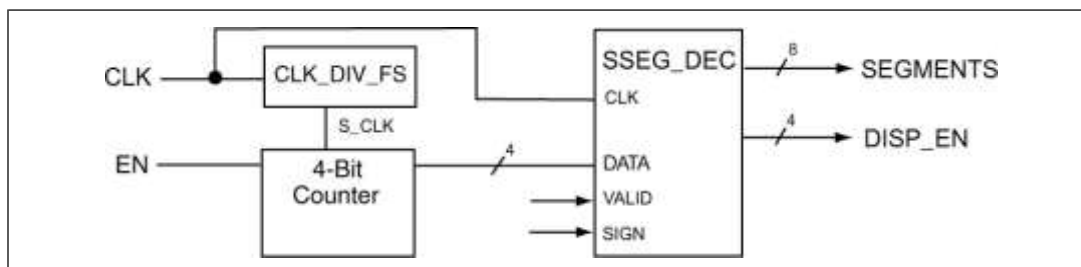 CLK
CLK_DIV_FS
S_CLK
EN
4-Bit
Counter
4
SSEG_DEC
CLK
DATA
VALID
SIGN
8
SEGMENTS
4
DISP_EN